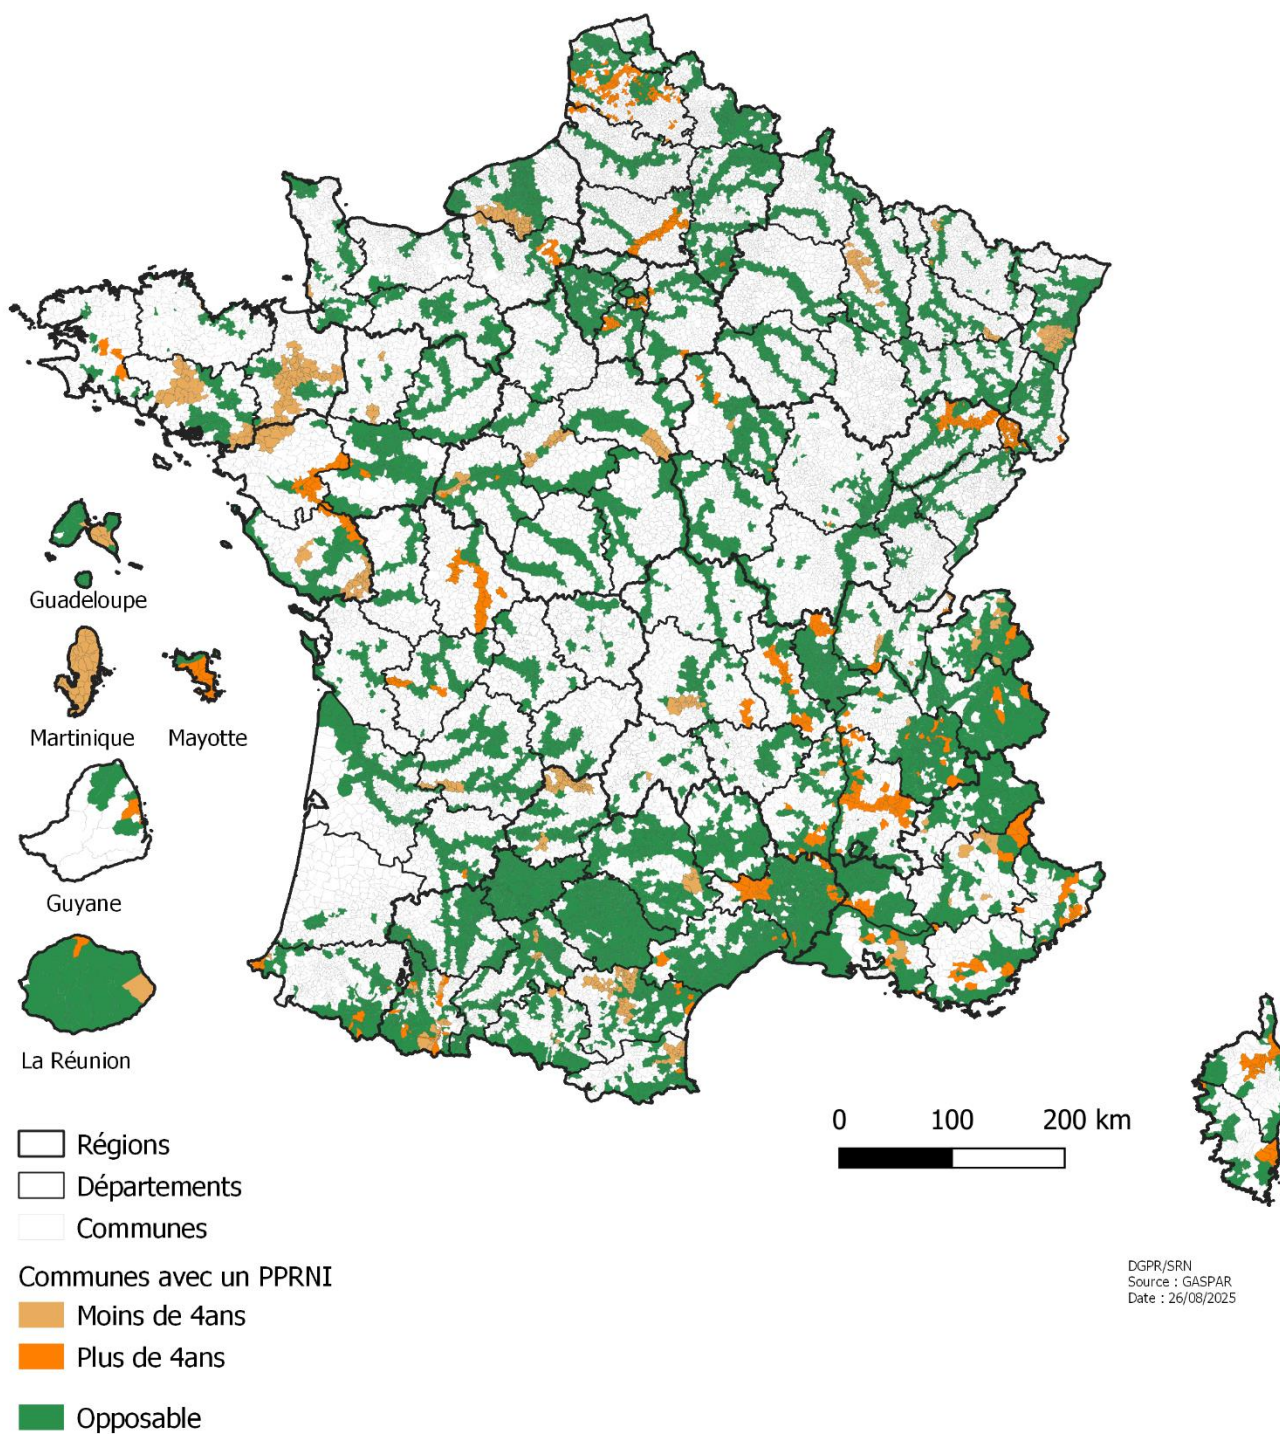 Guadeloupe
Martinique
Mayotte
Guyane
La Réunion
0 100 200 km
Régions
Départements
Communes
Communes avec un PPRNI
Moins de 4ans
Plus de 4ans
Opposable
DGPR/SRN
Source : GASPAR
Date : 26/08/2025